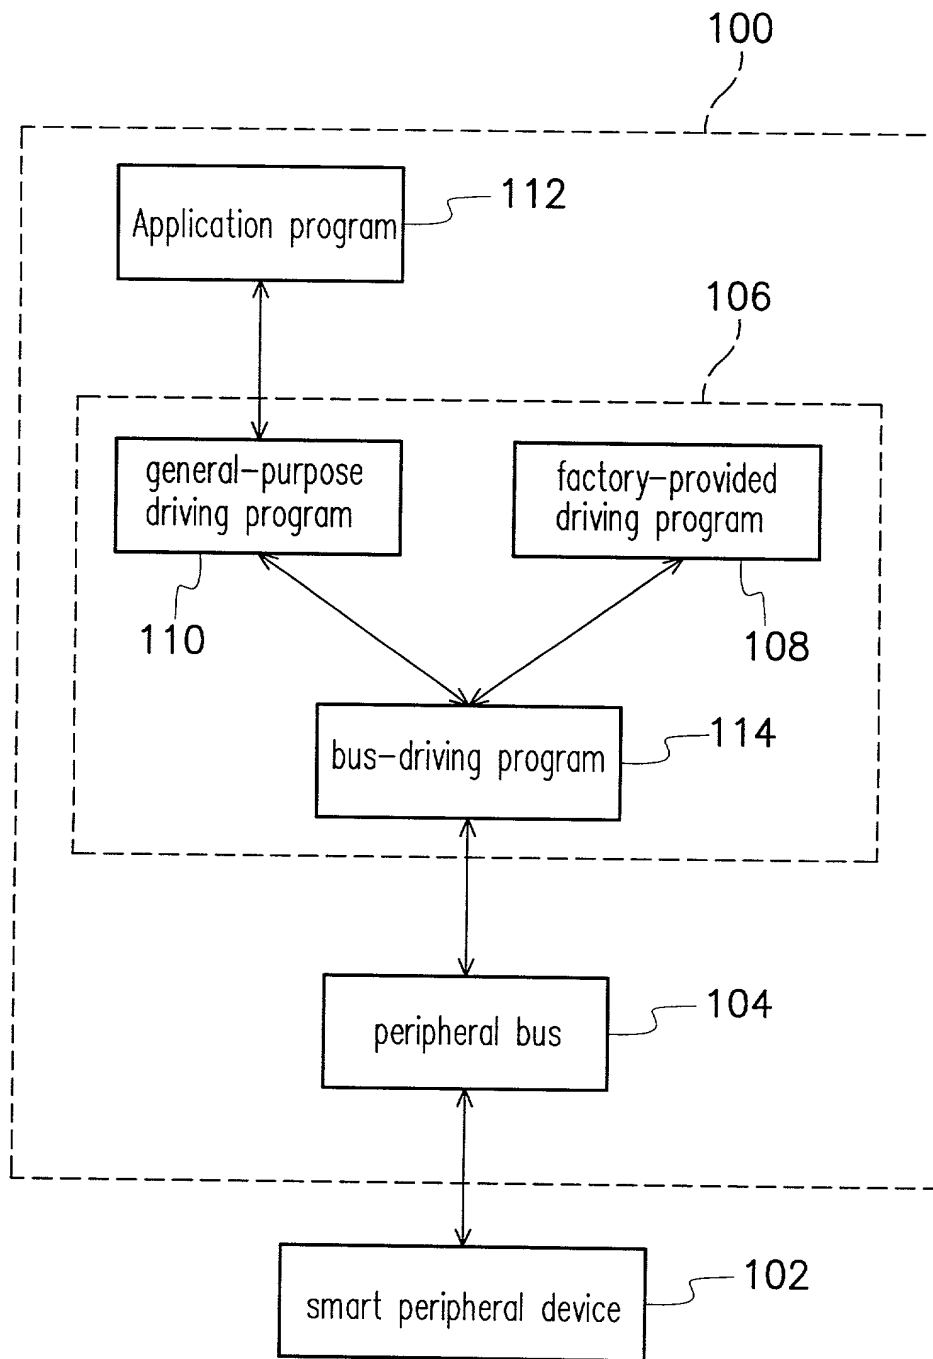 100
Application program
112
106
general-purpose
driving program
factory-provided
driving program
110
108
bus-driving program
114
peripheral bus
104
smart peripheral device
102